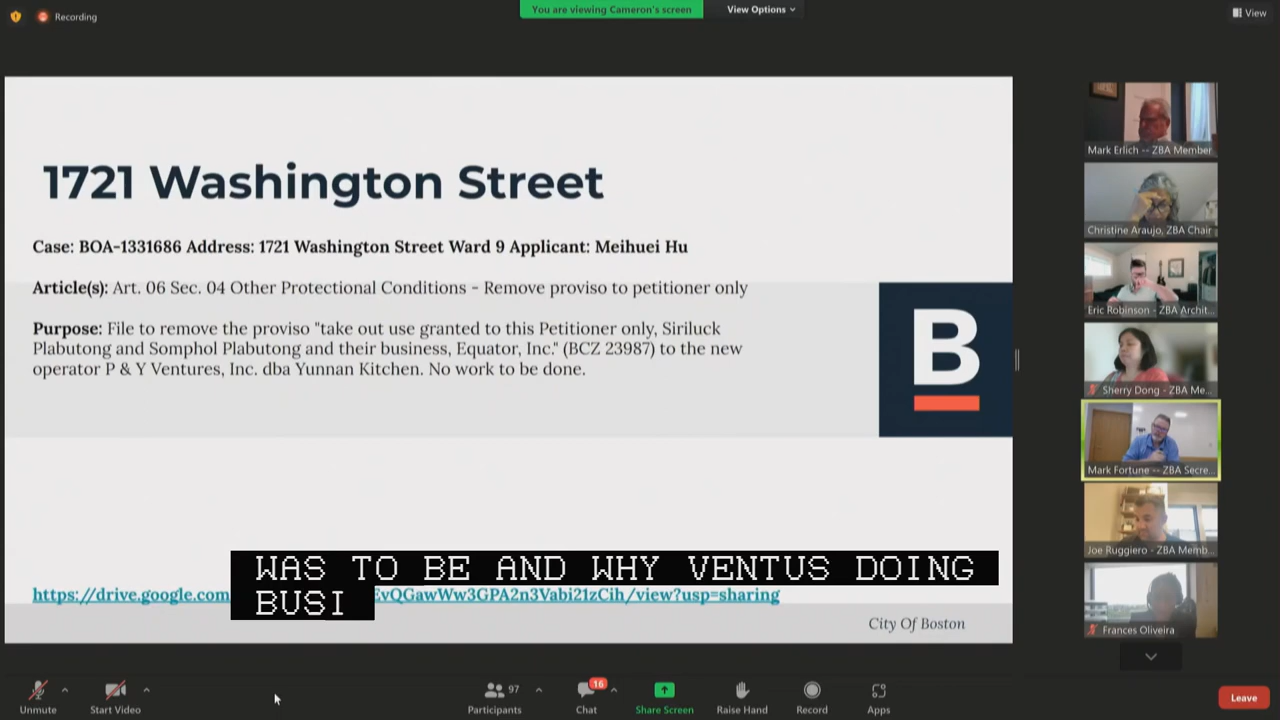 Recording
You are viewing Cameron's screen
View Options
View
1721 Washington Street
Case: BOA-1331686 Address: 1721 Washington Street Ward 9 Applicant: Meihuei Hu
Article(s): Art. 06 Sec. 04 Other Protectional Conditions - Remove proviso to petitioner only
Purpose: File to remove the proviso "take out use granted to this Petitioner only, Siriluck
Plabutong and Somphol Plabutong and their business, Equator, Inc." (BCZ 23987) to the new
operator P & Y Ventures, Inc. dba Yunnan Kitchen. No work to be done.
B
WAS TO BE AND WHY VENTUS DOING
BUSI
https://drive.google.com
EvQGawWw3GPA2n3Vabi21zCih/view?usp=sharing
City Of Boston
Mark Erlich -- ZBA Member
Christine Araujo, ZBA Chair
Eric Robinson - ZBA Archit...
Sherry Dong - ZBA Me...
Mark Fortune -- ZBA Secre...
Joe Ruggiero - ZBA Memb...
Frances Oliveira
Unmute
Start Video
Participants
97
Chat
16
Share Screen
Raise Hand
Record
Apps
Leave